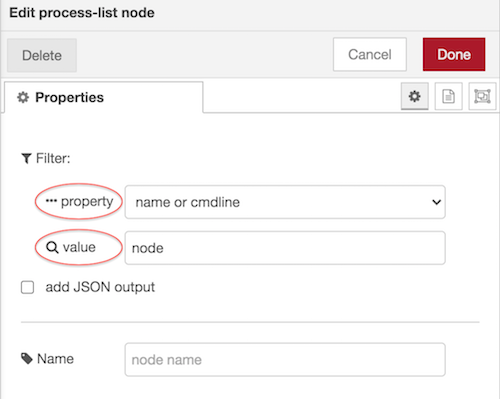 Edit process-list node
Delete
Cancel
Done
Properties
Filter:
property
name or cmdline
value
node
add JSON output
Name
node name